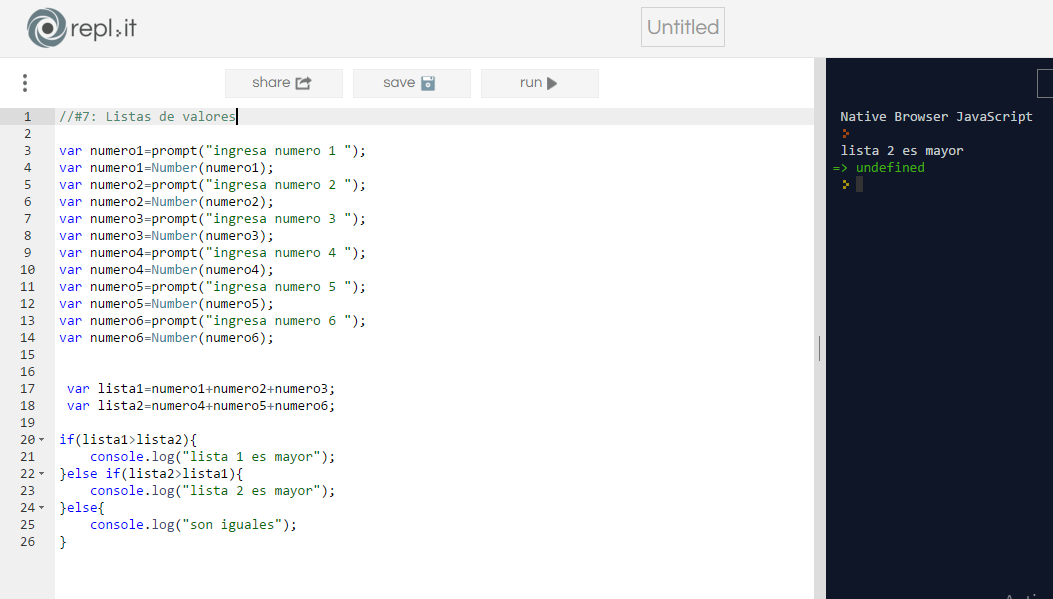 repl.it
Untitled
share
save
run
1 //#7: Listas de valores
2
3 var numero1=prompt("ingresa numero 1 ");
4 var numero1=Number(numero1);
5 var numero2=prompt("ingresa numero 2 ");
6 var numero2=Number(numero2);
7 var numero3=prompt("ingresa numero 3 ");
8 var numero3=Number(numero3);
9 var numero4=prompt("ingresa numero 4 ");
10 var numero4=Number(numero4);
11 var numero5=prompt("ingresa numero 5 ");
12 var numero5=Number(numero5);
13 var numero6=prompt("ingresa numero 6 ");
14 var numero6=Number(numero6);
15
16
17 var lista1=numero1+numero2+numero3;
18 var lista2=numero4+numero5+numero6;
19
20 if(lista1>lista2){
21 console.log("lista 1 es mayor");
22 }else if(lista2>lista1){
23 console.log("lista 2 es mayor");
24 }else{
25 console.log("son iguales");
26 }
Native Browser JavaScript
lista 2 es mayor
=> undefined